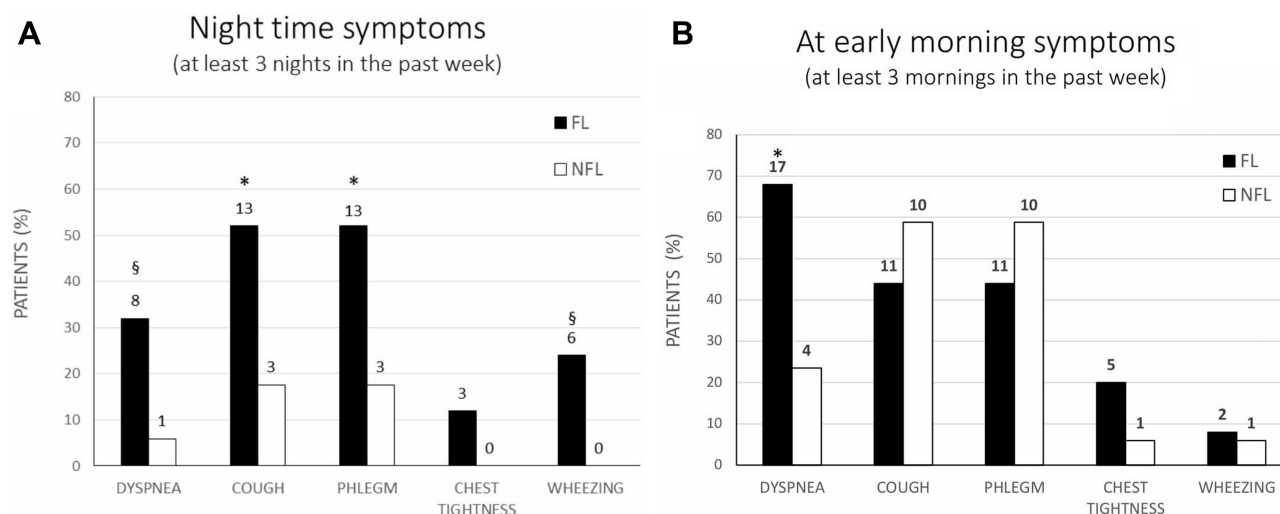 A
Night time symptoms
(at least 3 nights in the past week)
PATIENTS (%)
80
70
60
50
40
30
20
10
0
FL
NFL
§
8
1
*
13
3
*
13
3
3
0
§
6
0
DYSPNEA
COUGH
PHLEGM
CHEST
TIGHTNESS
WHEEZING
B
At early morning symptoms
(at least 3 mornings in the past week)
PATIENTS (%)
80
70
60
50
40
30
20
10
0
FL
NFL
*
17
4
11
10
11
10
5
1
2
1
DYSPNEA
COUGH
PHLEGM
CHEST
TIGHTNESS
WHEEZING